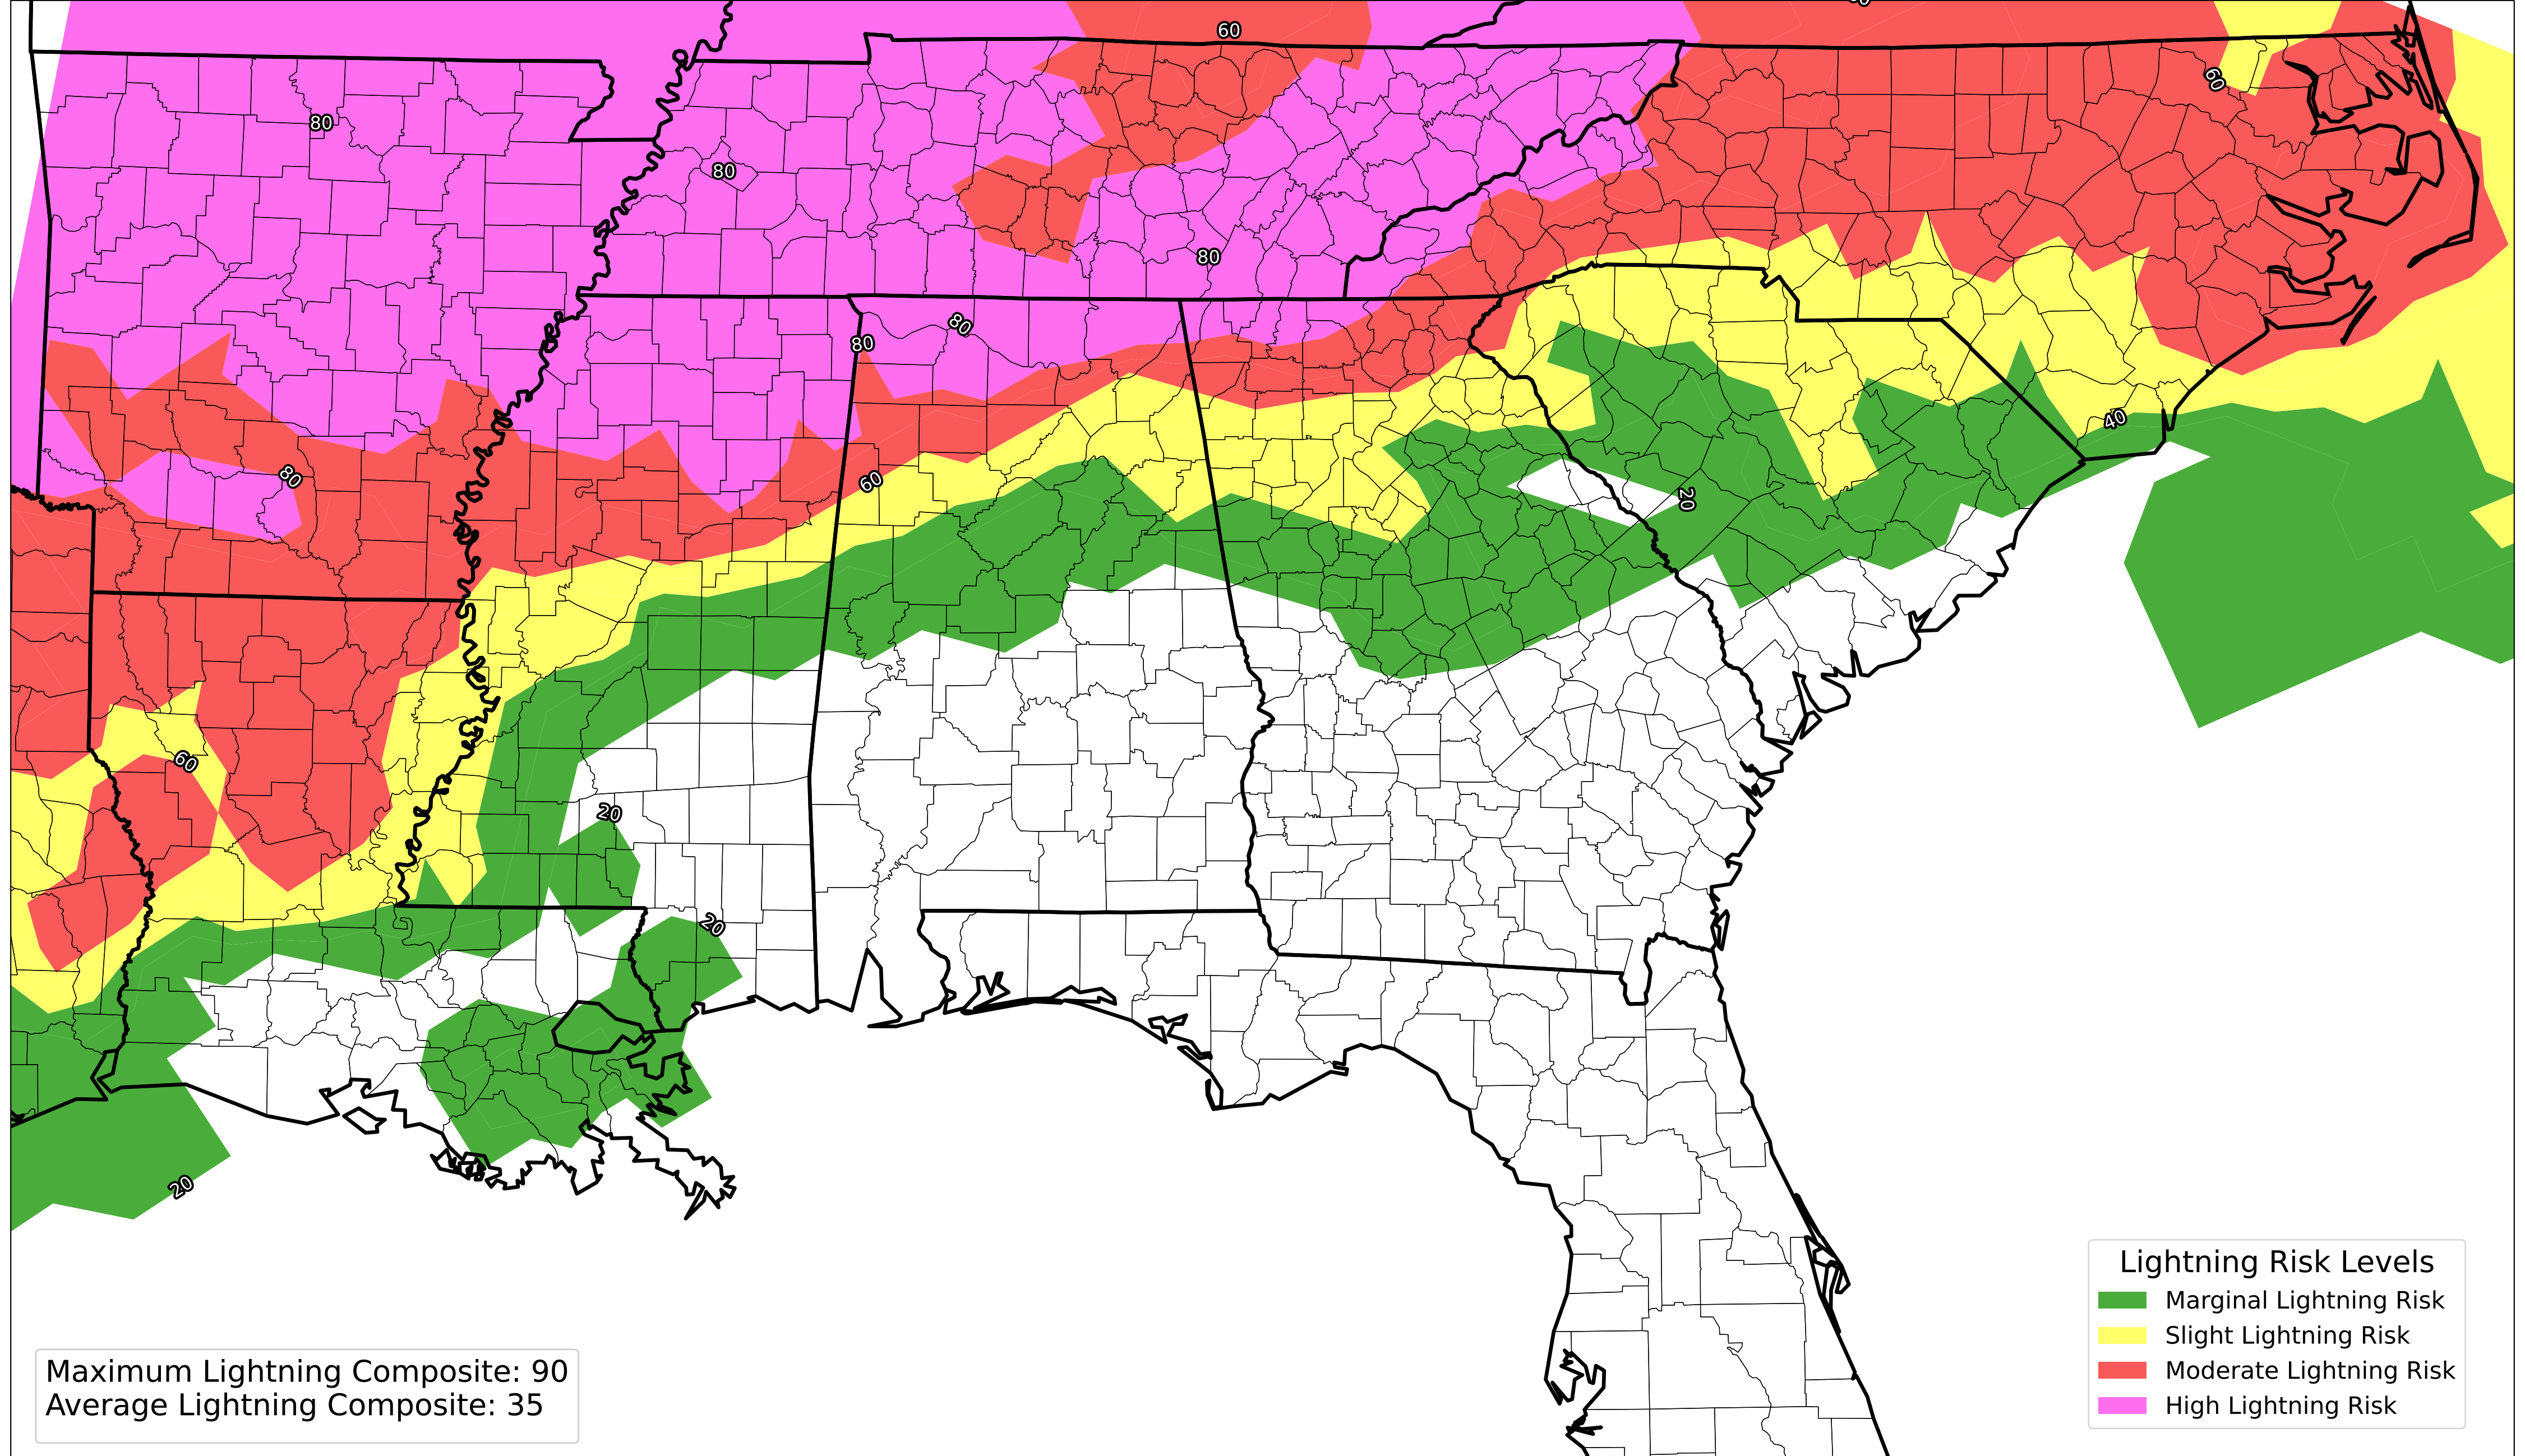 60
60
80
80
80
80
80
40
80
60
20
60
20
20
20
Lightning Risk Levels
Marginal Lightning Risk
Slight Lightning Risk
Moderate Lightning Risk
High Lightning Risk
Maximum Lightning Composite: 90
Average Lightning Composite: 35